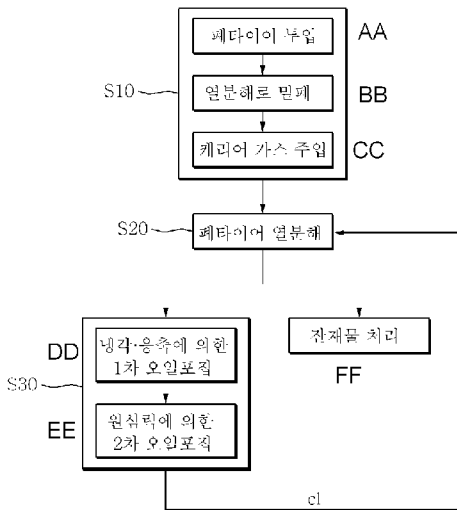 폐타이어 투입
AA
S10
열분해로 밀폐
BB
캐리어 가스 주입
CC
S20
폐타이어 열분해
DD
냉각·응축에 의한
1차 오일포집
잔재물 처리
FF
S30
EE
원심력에 의한
2차 오일포집
c1